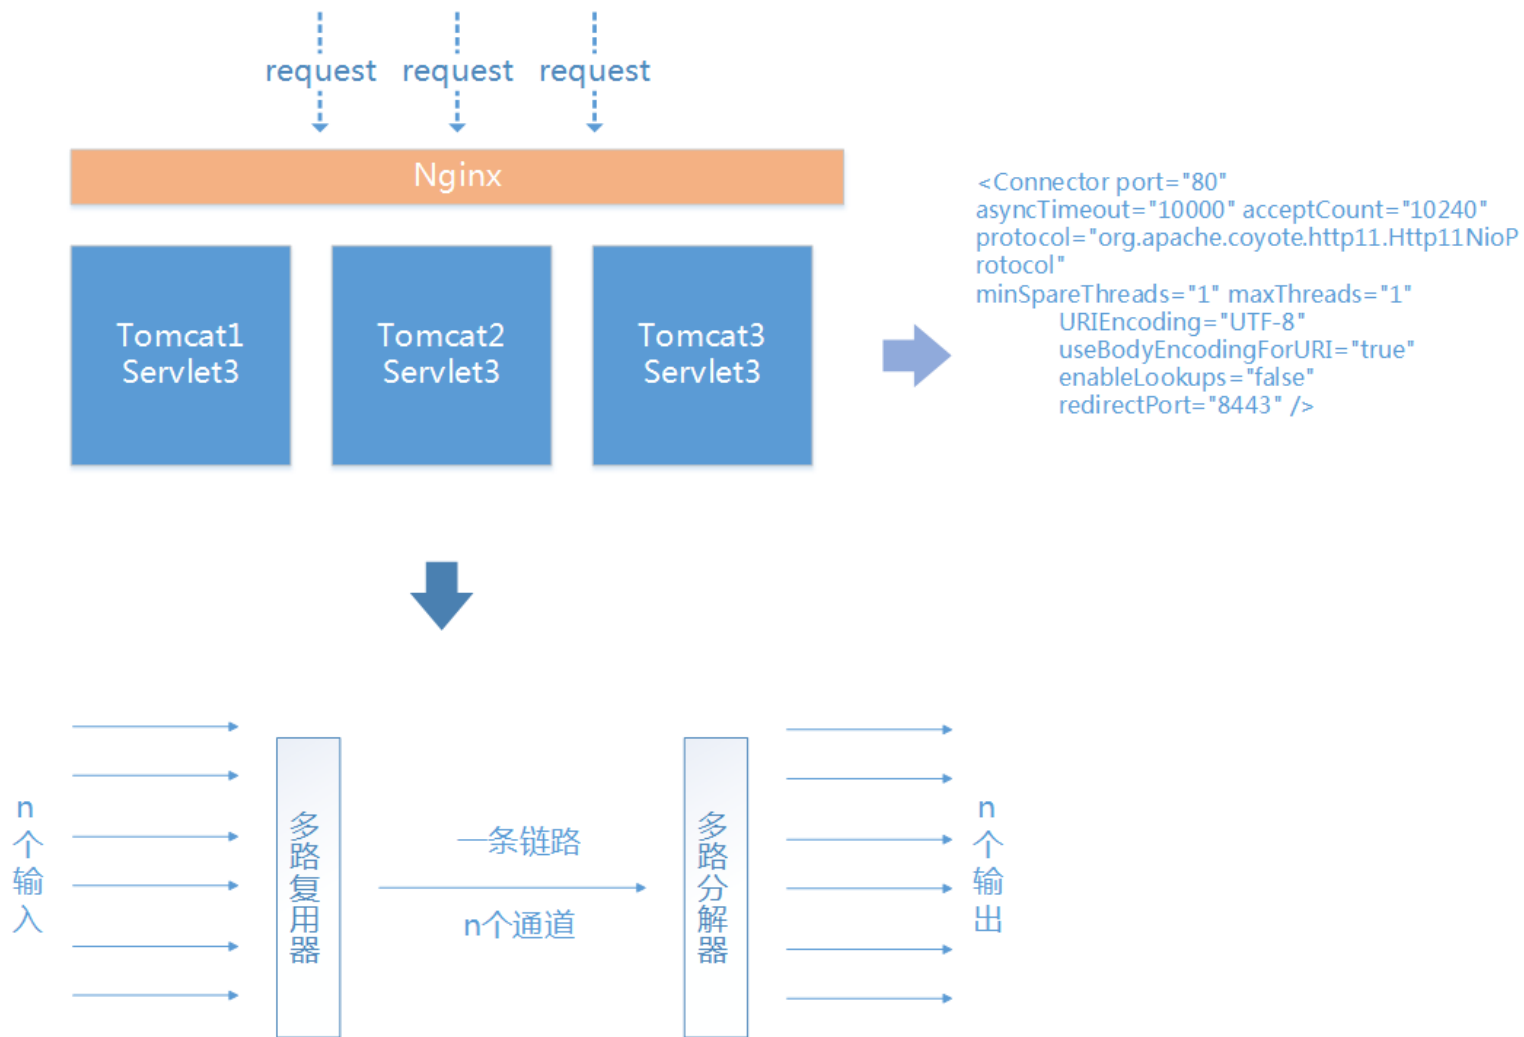 request request request
Nginx
Tomcat1
Servlet3
Tomcat2
Servlet3
Tomcat3
Servlet3
<Connector port="80"
asyncTimeout="10000" acceptCount="10240"
protocol="org.apache.coyote.http11.Http11NioP
rotocol"
minSpareThreads="1" maxThreads="1"
URIEncoding="UTF-8"
useBodyEncodingForURI="true"
enableLookups="false"
redirectPort="8443" />
n个输入
多路复用器
一条链路
n个通道
多路分解器
n个输出